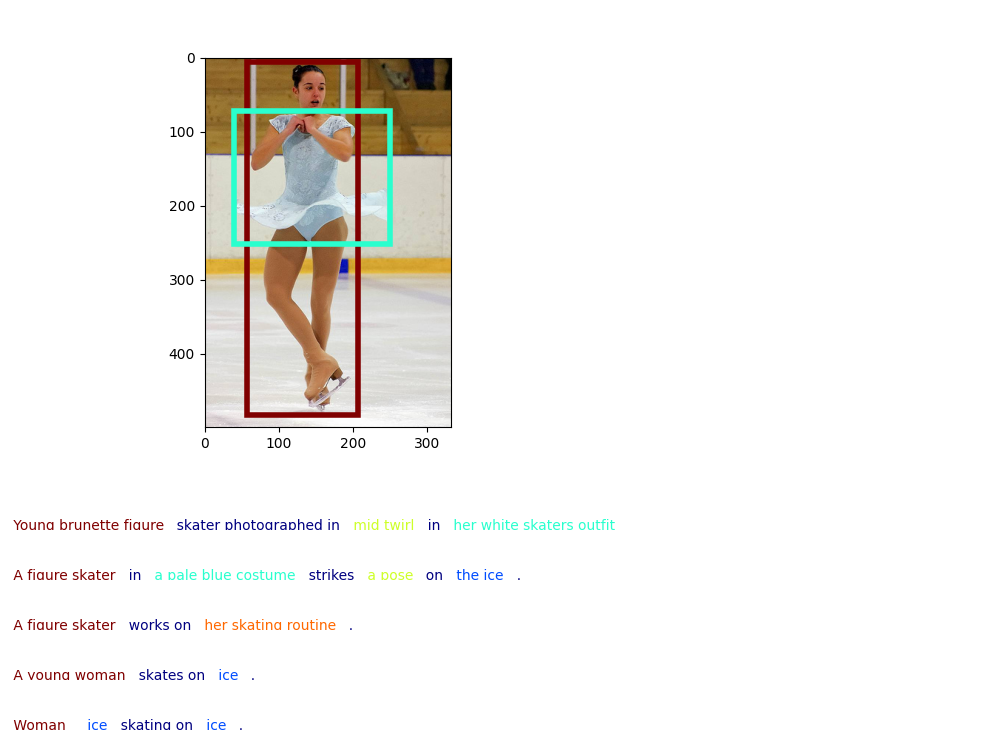 0
100
200
300
400
0 100 200 300
Young brunette figure skater photographed in mid twirl in her white skaters outfit
A figure skater in a pale blue costume strikes a pose on the ice .
A figure skater works on her skating routine .
A young woman skates on ice .
Woman ice skating on ice .